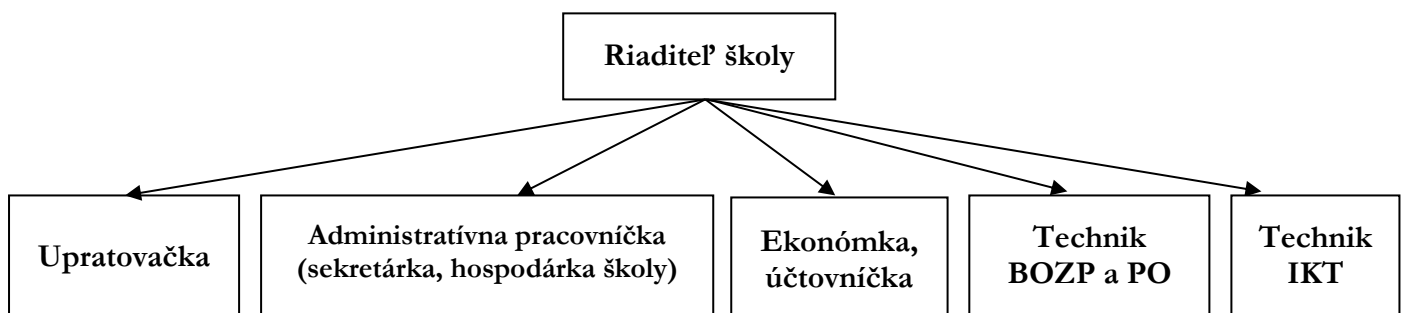 Riaditeľ školy
Upratovačka
Administratívna pracovníčka
(sekretárka, hospodárka školy)
Ekonómka,
účtovníčka
Technik
BOZP a PO
Technik
IKT